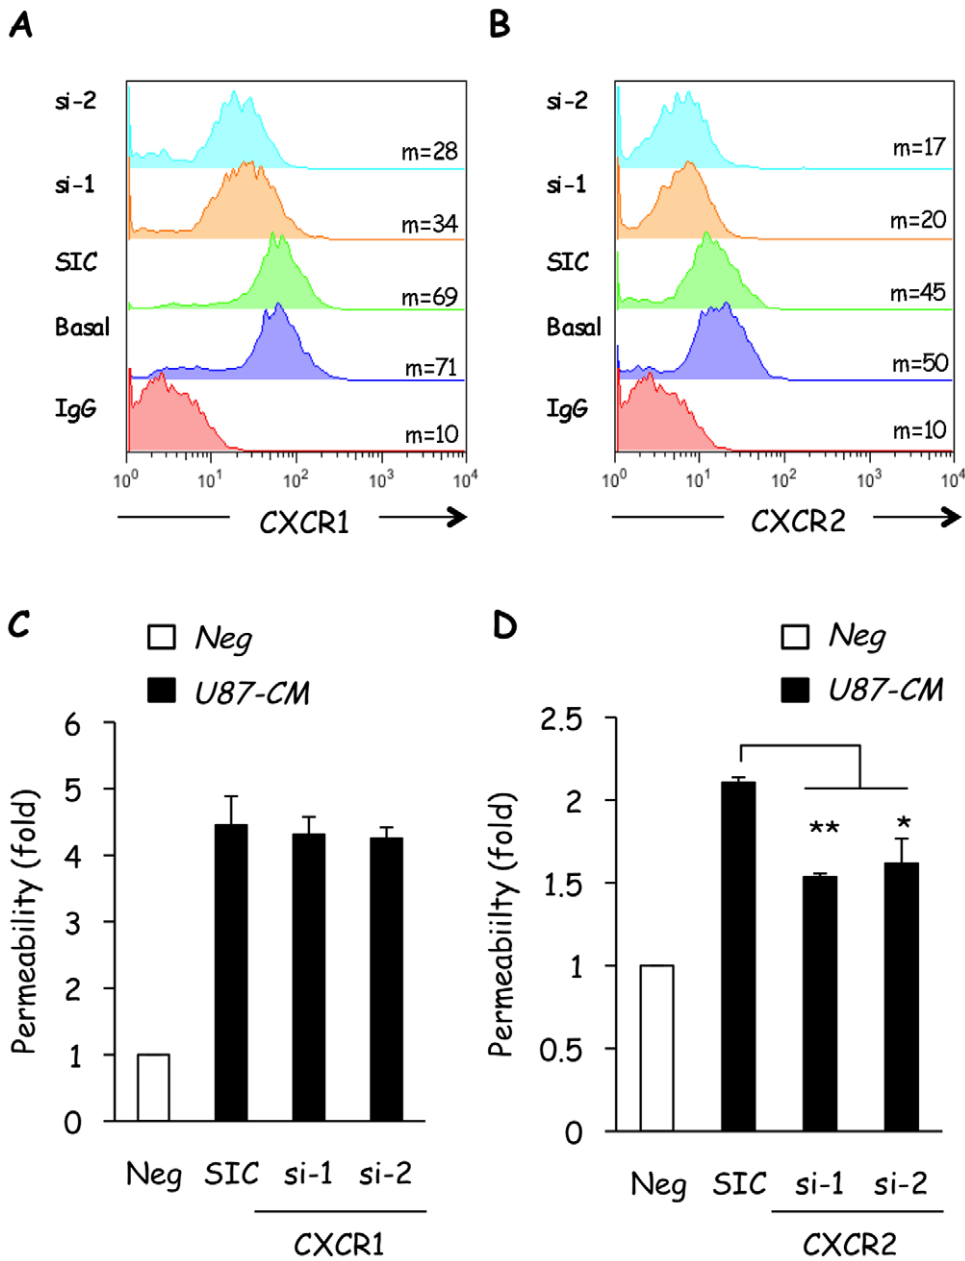 A
B
si-2
m=28
si-1
m=34
SIC
m=69
Basal
m=71
IgG
m=10
10⁰ 10¹ 10² 10³ 10⁴
CXCR1
si-2
m=17
si-1
m=20
SIC
m=45
Basal
m=50
IgG
m=10
10⁰ 10¹ 10² 10³ 10⁴
CXCR2
C
Neg
U87-CM
Permeability (fold)
6
5
4
3
2
1
0
Neg SIC si-1 si-2
CXCR1
D
Neg
U87-CM
Permeabiilty (fold)
2.5
2
1.5
1
0.5
0
** *
Neg SIC si-1 si-2
CXCR2